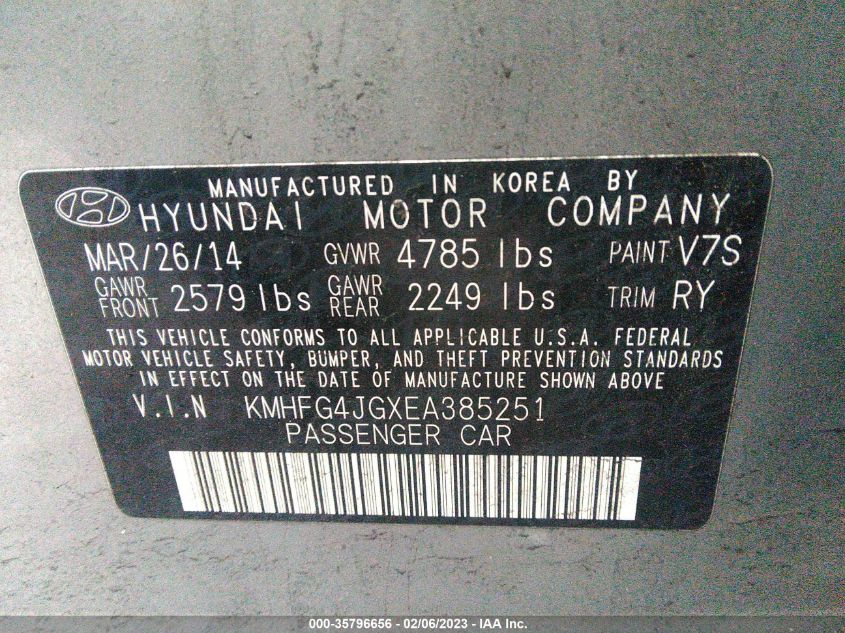 MANUFACTURED IN KOREA BY
HYUNDAI MOTOR COMPANY
MAR/26/14 GVWR 4785 lbs PAINT V7S
GAWR FRONT 2579 lbs GAWR REAR 2249 lbs TRIM RY
THIS VEHICLE CONFORMS TO ALL APPLICABLE U.S.A. FEDERAL
MOTOR VEHICLE SAFETY, BUMPER, AND THEFT PREVENTION STANDARDS
IN EFFECT ON THE DATE OF MANUFACTURE SHOWN ABOVE
V.I.N KMHFG4JGXEA385251
PASSENGER CAR
000-35796656 - 02/06/2023 - IAA Inc.